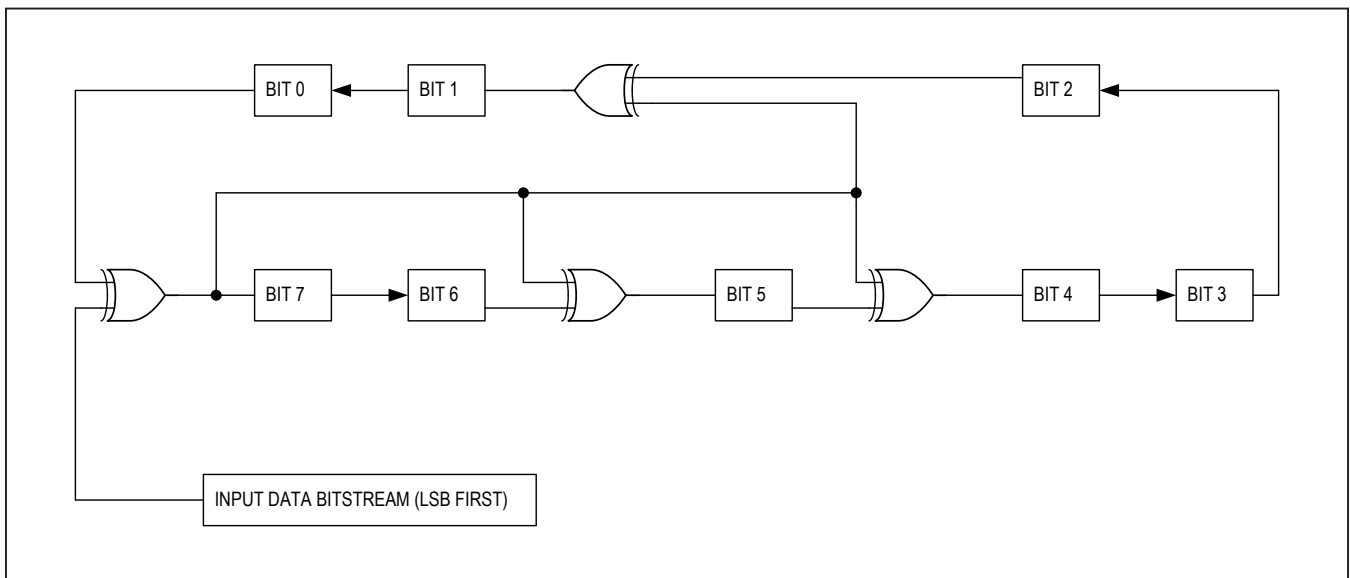 BIT 0
BIT 1
BIT 2
BIT 7
BIT 6
BIT 5
BIT 4
BIT 3
INPUT DATA BITSTREAM (LSB FIRST)